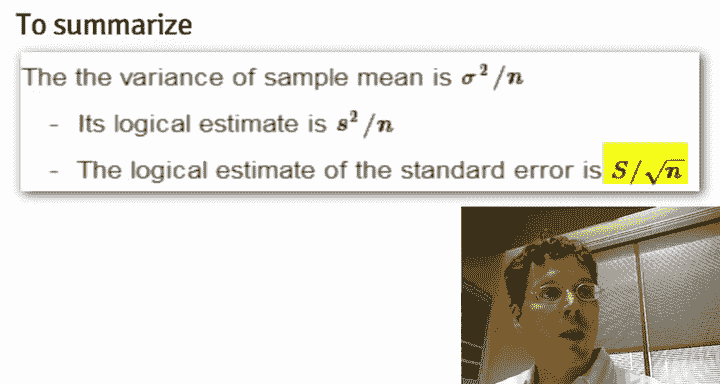 To summarize
The the variance of sample mean is σ²/n
- Its logical estimate is s²/n
- The logical estimate of the standard error is S/√n